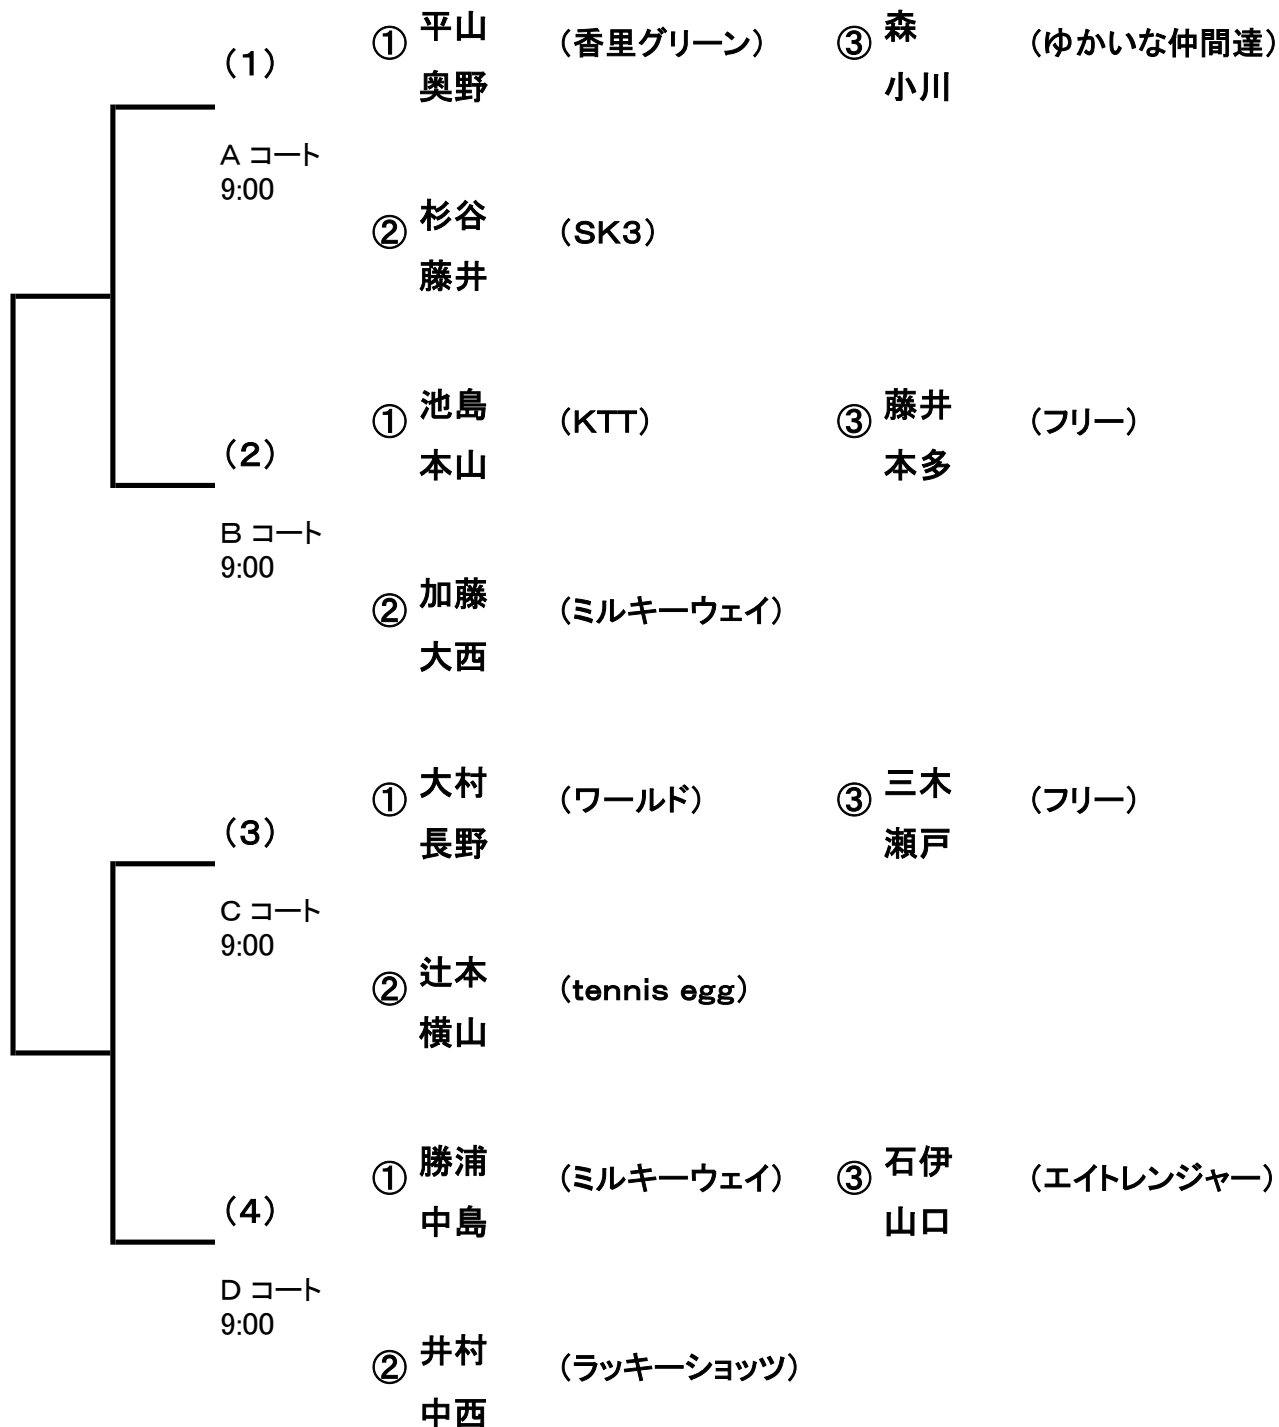 (1)
A コート
9:00
① 平山 (香里グリーン) ③ 森 (ゆかいな仲間達)
奥野 小川
② 杉谷 (SK3)
藤井
(2)
B コート
9:00
① 池島 (KTT) ③ 藤井 (フリー)
本山 本多
② 加藤 (ミルキーウェイ)
大西
(3)
C コート
9:00
① 大村 (ワールド) ③ 三木 (フリー)
長野 瀬戸
② 辻本 (tennis egg)
横山
(4)
D コート
9:00
① 勝浦 (ミルキーウェイ) ③ 石伊 (エイトレンジャー)
中島 山口
② 井村 (ラッキーショッツ)
中西